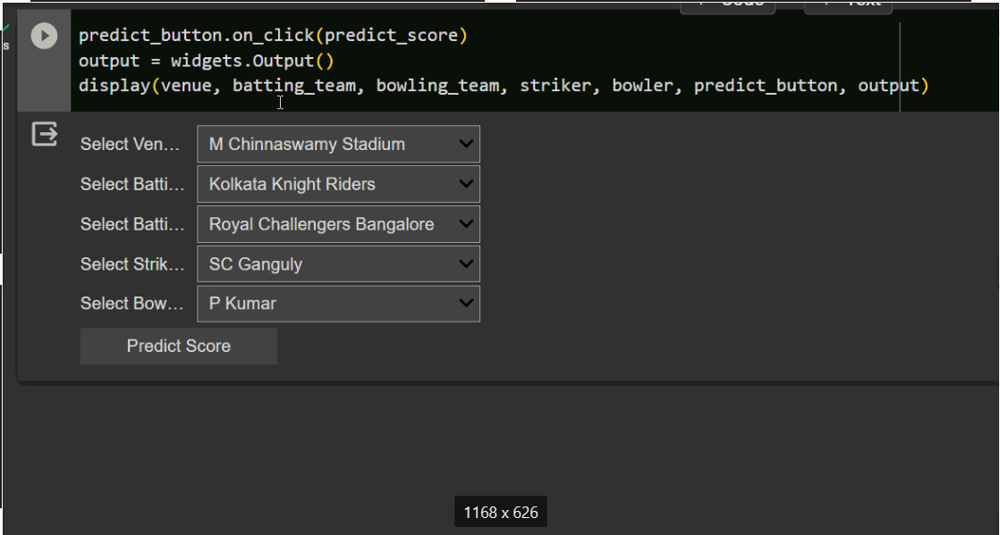 s
predict_button.on_click(predict_score)
output = widgets.Output()
display(venue, batting_team, bowling_team, striker, bowler, predict_button, output)
Select Ven… M Chinnaswamy Stadium
Select Batti… Kolkata Knight Riders
Select Batti… Royal Challengers Bangalore
Select Strik… SC Ganguly
Select Bow… P Kumar
Predict Score
1168 x 626